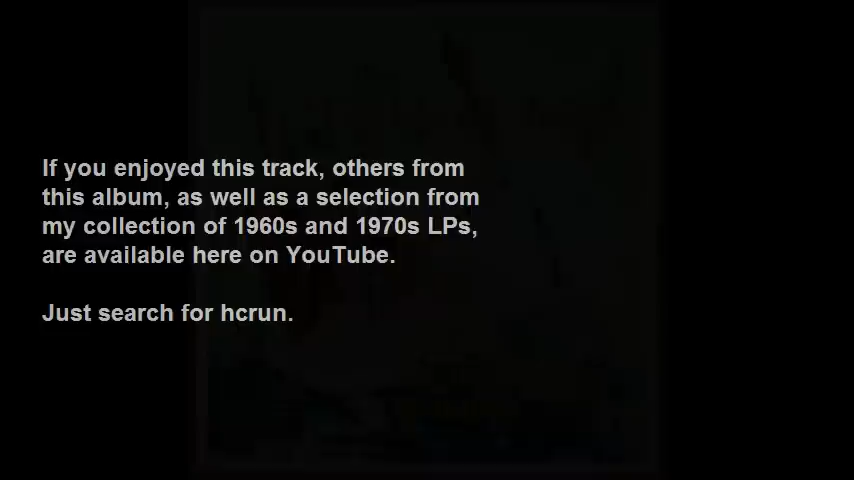 If you enjoyed this track, others from
this album, as well as a selection from
my collection of 1960s and 1970s LPs,
are available here on YouTube.
Just search for hcrun.